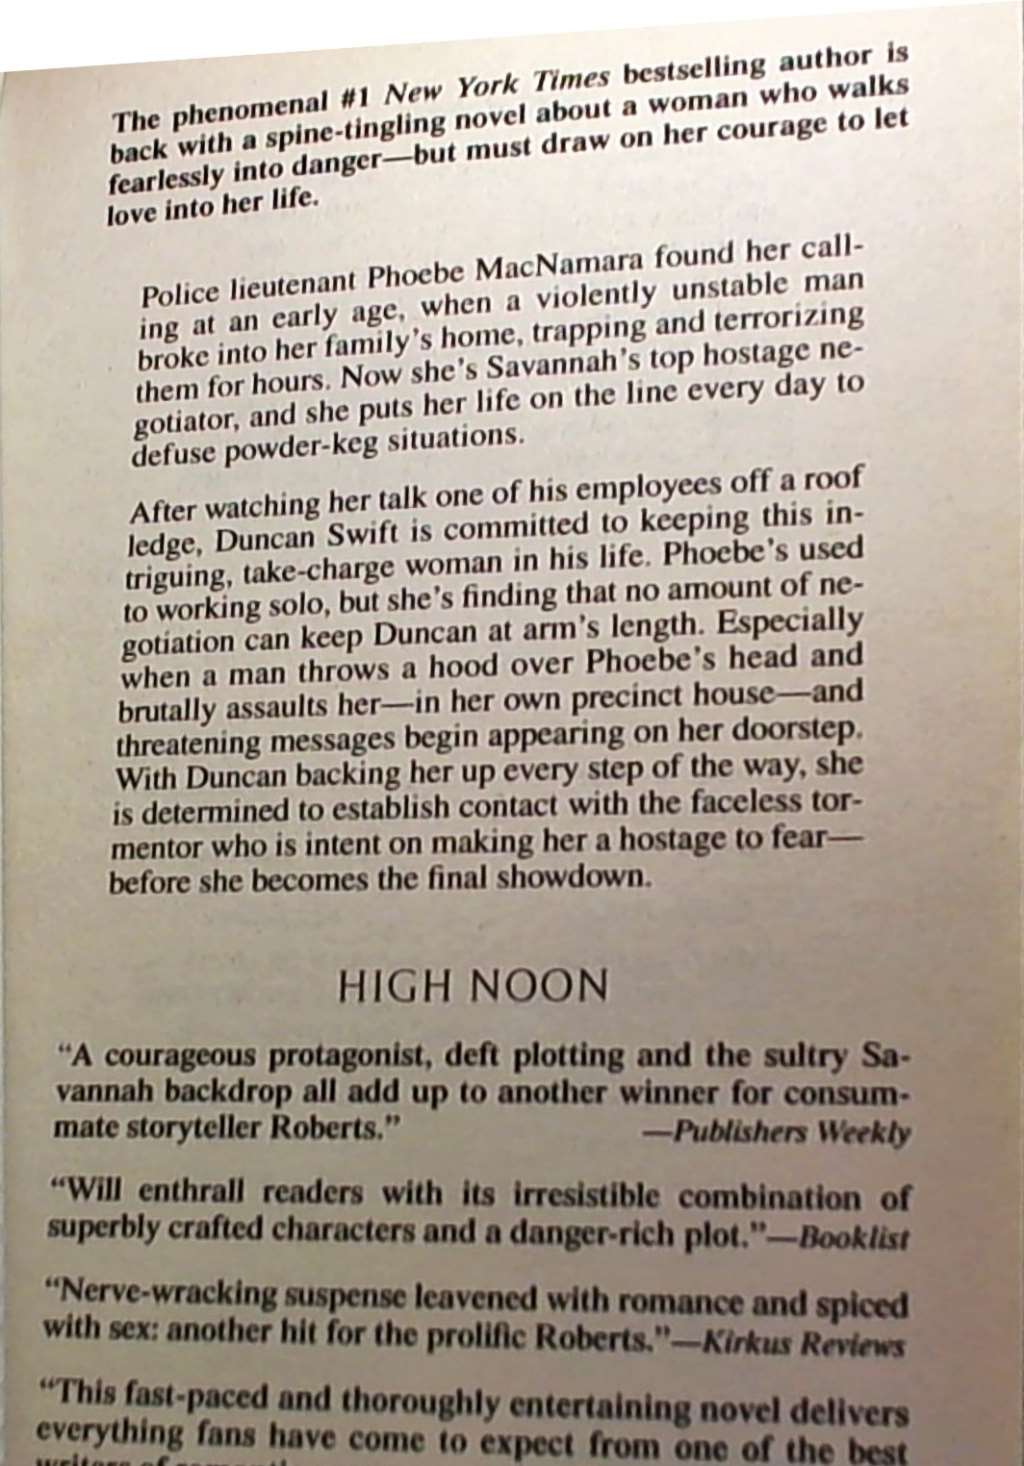 The phenomenal #1 New York Times bestselling author is
back with a spine-tingling novel about a woman who walks
fearlessly into danger—but must draw on her courage to let
love into her life.
Police lieutenant Phoebe MacNamara found her call-
ing at an early age, when a violently unstable man
broke into her family's home, trapping and terrorizing
them for hours. Now she's Savannah's top hostage ne-
gotiator, and she puts her life on the line every day to
defuse powder-keg situations.
After watching her talk one of his employees off a roof
ledge, Duncan Swift is committed to keeping this in-
triguing, take-charge woman in his life. Phoebe's used
to working solo, but she's finding that no amount of ne-
gotiation can keep Duncan at arm's length. Especially
when a man throws a hood over Phoebe's head and
brutally assaults her—in her own precinct house—and
threatening messages begin appearing on her doorstep.
With Duncan backing her up every step of the way, she
is determined to establish contact with the faceless tor-
mentor who is intent on making her a hostage to fear—
before she becomes the final showdown.
HIGH NOON
“A courageous protagonist, deft plotting and the sultry Sa-
vannah backdrop all add up to another winner for consum-
mate storyteller Roberts.” —Publishers Weekly
“Will enthrall readers with its irresistible combination of
superbly crafted characters and a danger-rich plot.”—Booklist
“Nerve-wracking suspense leavened with romance and spiced
with sex: another hit for the prolific Roberts.”—Kirkus Reviews
“This fast-paced and thoroughly entertaining novel delivers
everything fans have come to expect from one of the best